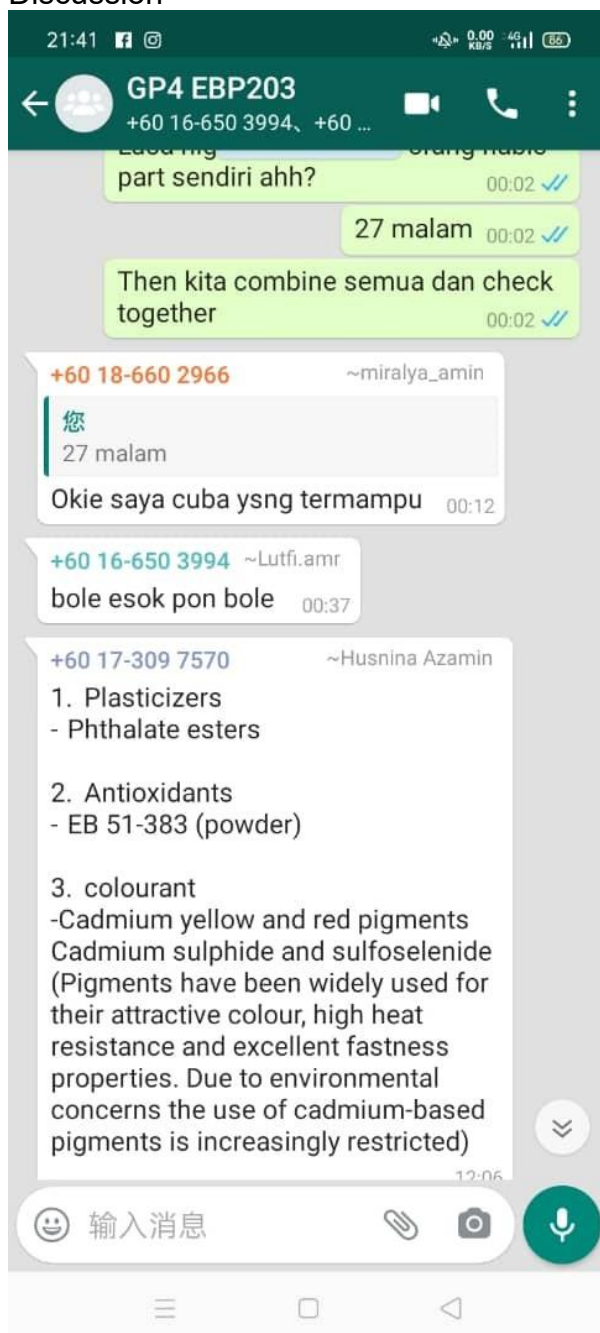 Discussion
21:41
0.00 KB/S 4G 86
GP4 EBP203
+60 16-650 3994、+60 ...
part sendiri ahh? 00:02
27 malam 00:02
Then kita combine semua dan check
together 00:02
+60 18-660 2966 ~miralya_amin
您
27 malam
Okie saya cuba ysng termampu 00:12
+60 16-650 3994 ~Lutfi.amr
bole esok pon bole 00:37
+60 17-309 7570 ~Husnina Azamin
1. Plasticizers
- Phthalate esters
2. Antioxidants
- EB 51-383 (powder)
3. colourant
-Cadmium yellow and red pigments
Cadmium sulphide and sulfoselenide
(Pigments have been widely used for
their attractive colour, high heat
resistance and excellent fastness
properties. Due to environmental
concerns the use of cadmium-based
pigments is increasingly restricted)
12:06
输入消息